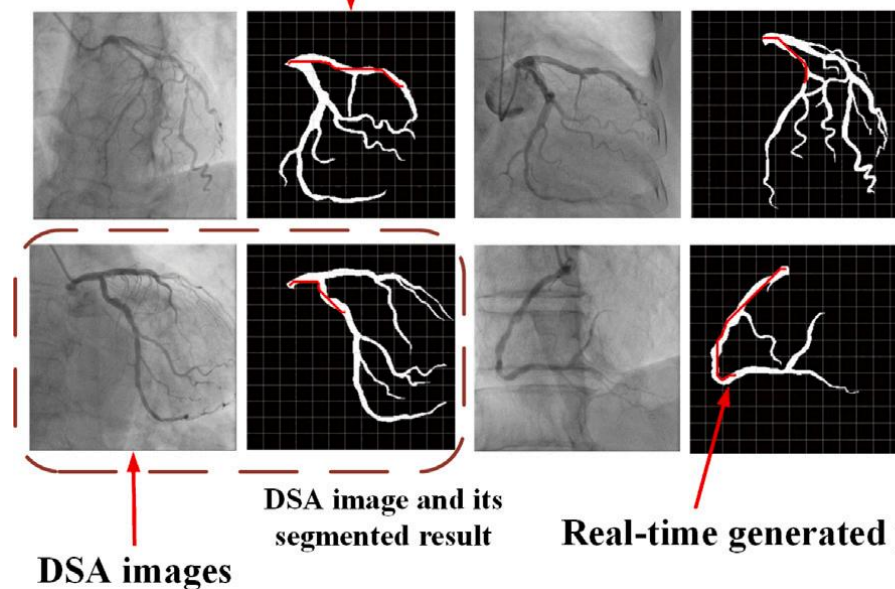 DSA image and its
segmented result
Real-time generated
DSA images